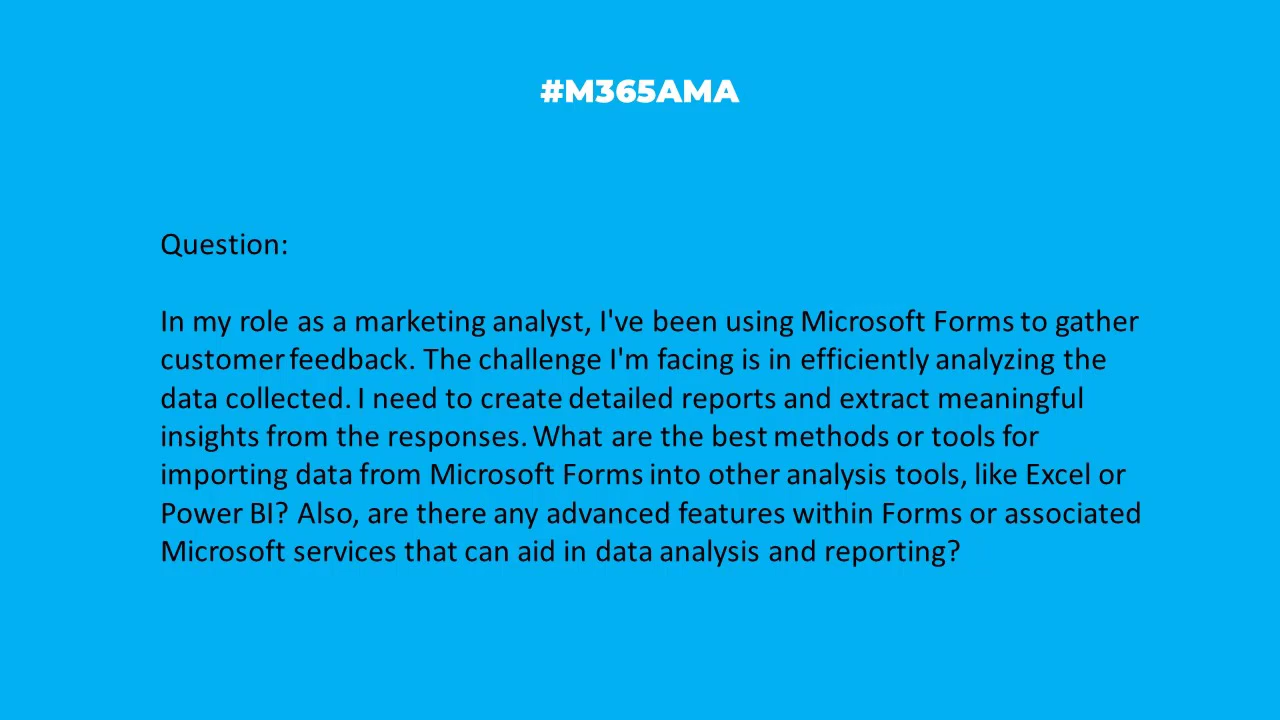 #M365AMA
Question:
In my role as a marketing analyst, I've been using Microsoft Forms to gather
customer feedback. The challenge I'm facing is in efficiently analyzing the
data collected. I need to create detailed reports and extract meaningful
insights from the responses. What are the best methods or tools for
importing data from Microsoft Forms into other analysis tools, like Excel or
Power BI? Also, are there any advanced features within Forms or associated
Microsoft services that can aid in data analysis and reporting?